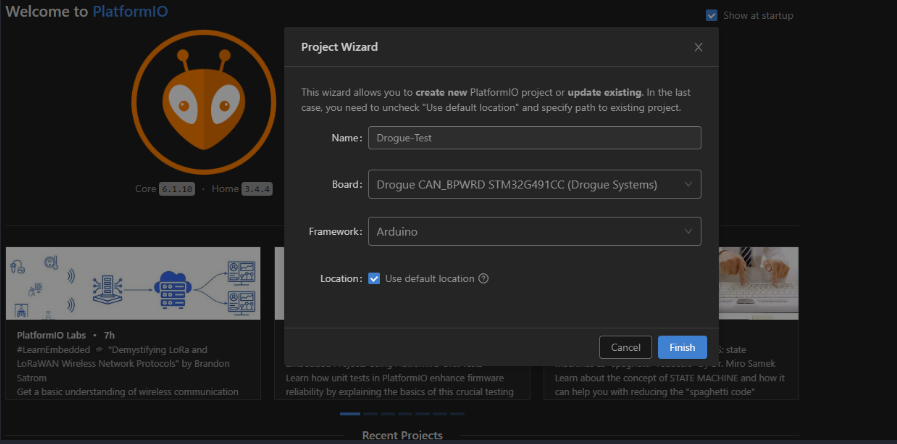 Welcome to PlatformIO
Show at startup
Project Wizard
This wizard allows you to create new PlatformIO project or update existing. In the last
case, you need to uncheck "Use default location" and specify path to existing project.
Name:
Drogue-Test
Board:
Drogue CAN_BPWRD STM32G491CC (Drogue Systems)
Framework:
Arduino
Location:
Use default location
Cancel
Finish
Core 6.1.18 · Home 3.4.4
PlatformIO Labs • 7h
#LearnEmbedded "Demystifying LoRa and
LoRaWAN Wireless Network Protocols" by Brandon
Satrom
Get a basic understanding of wireless communication
Learn how unit tests in PlatformIO enhance firmware
reliability by explaining the basics of this crucial testing
: state
Dr. Miro Samek
Learn about the concept of STATE MACHINE and how it
can help you with reducing the "spaghetti code"
Recent Projects